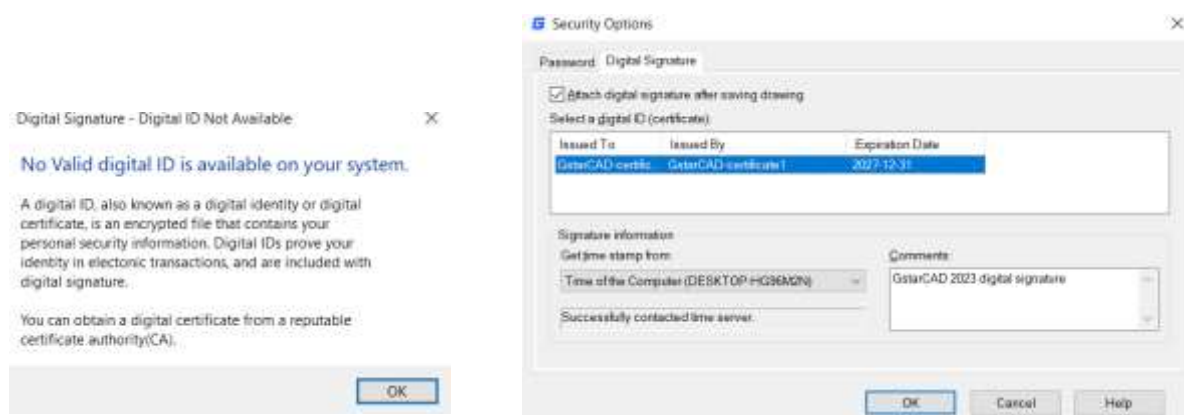 Digital Signature - Digital ID Not Available
No Valid digital ID is available on your system.
A digital ID, also known as a digital identity or digital
certificate, is an encrypted file that contains your
personal security information. Digital IDs prove your
identity in electonic transactions, and are included with
digital signature.
You can obtain a digital certificate from a reputable
certificate authority(CA).
OK
Security Options
Password Digital Signature
Attach digital signature after saving drawing
Select a digital ID (certificate)
Issued To Issued By Expiration Date
GstarCAD-certific GstarCAD-certificate1 2027-12-31
Signature information
Get time stamp from:
Time of the Computer (DESKTOP-HG96M2N)
Successfully contacted time server.
Comments:
GstarCAD 2023 digital signature
OK Cancel Help